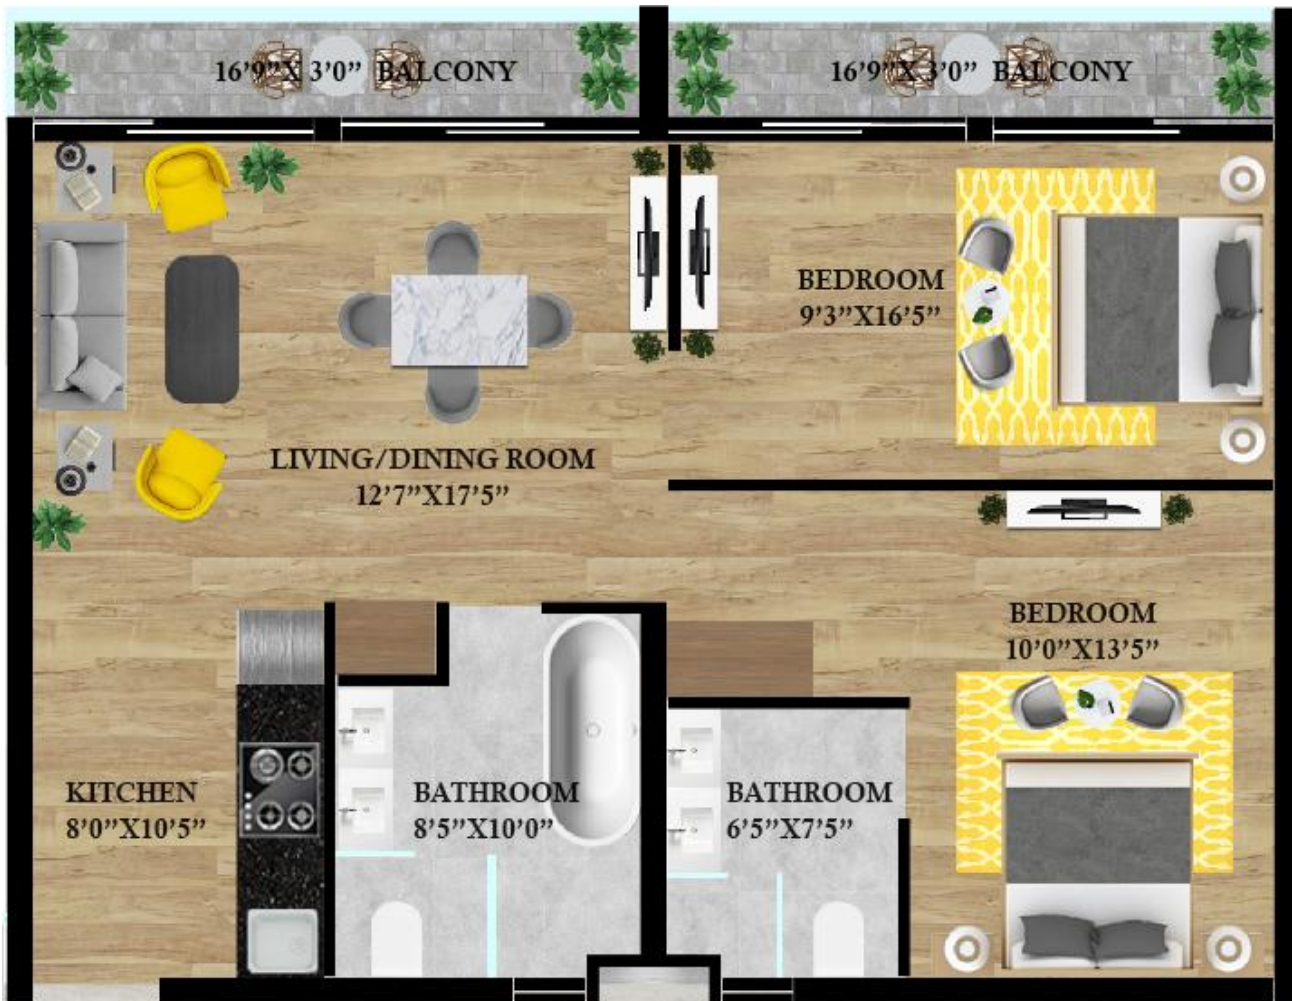 16’9”X 3’0” BALCONY
16’9”X 3’0” BALCONY
BEDROOM
9’3”X16’5”
LIVING/DINING ROOM
12’7”X17’5”
BEDROOM
10’0”X13’5”
KITCHEN
8’0”X10’5”
BATHROOM
8’5”X10’0”
BATHROOM
6’5”X7’5”